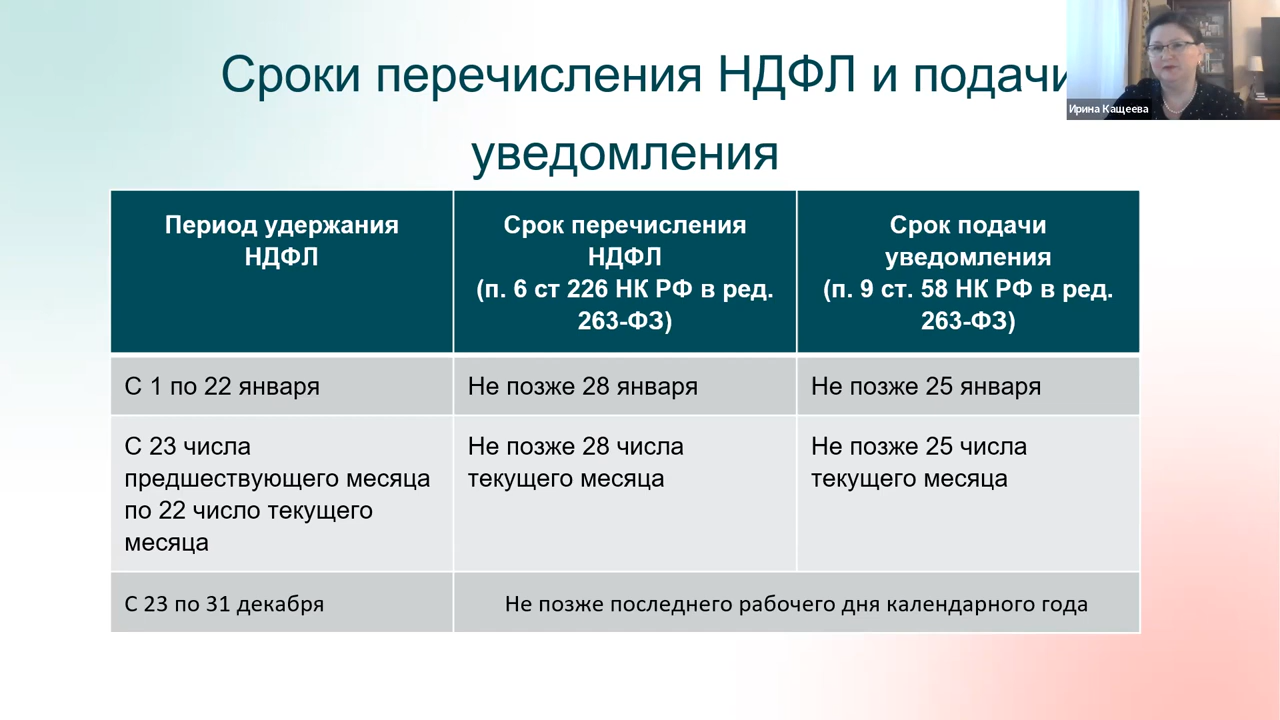 Сроки перечисления НДФЛ и подачи
уведомления
Ирина Кащеева
Период удержания
НДФЛ
Срок перечисления
НДФЛ
(п. 6 ст 226 НК РФ в ред.
263-ФЗ)
Срок подачи
уведомления
(п. 9 ст. 58 НК РФ в ред.
263-ФЗ)
С 1 по 22 января
Не позже 28 января
Не позже 25 января
С 23 числа
предшествующего месяца
по 22 число текущего
месяца
Не позже 28 числа
текущего месяца
Не позже 25 числа
текущего месяца
С 23 по 31 декабря
Не позже последнего рабочего дня календарного года